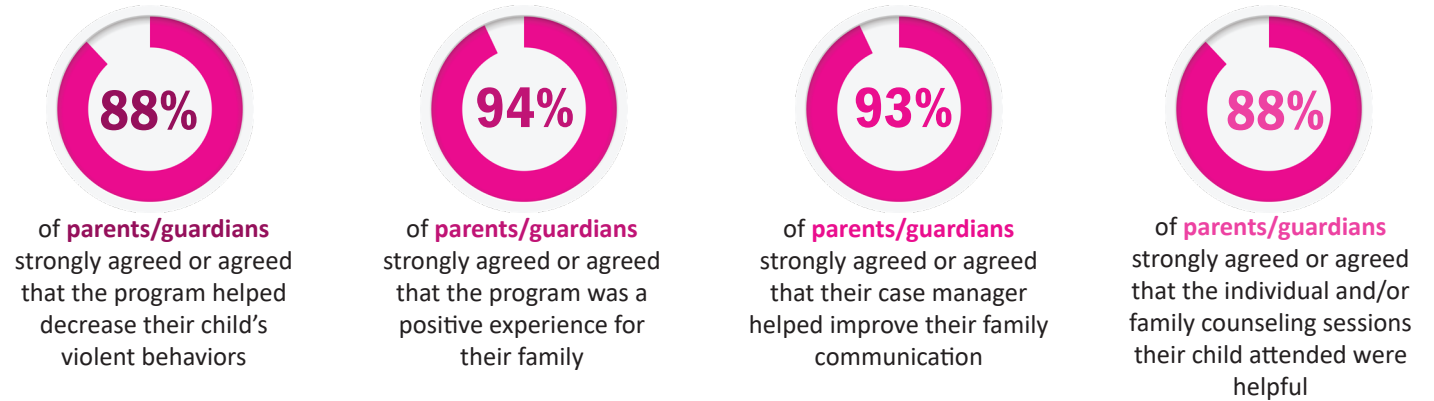 88%
of parents/guardians
strongly agreed or agreed
that the program helped
decrease their child’s
violent behaviors
94%
of parents/guardians
strongly agreed or agreed
that the program was a
positive experience for
their family
93%
of parents/guardians
strongly agreed or agreed
that their case manager
helped improve their family
communication
88%
of parents/guardians
strongly agreed or agreed
that the individual and/or
family counseling sessions
their child attended were
helpful